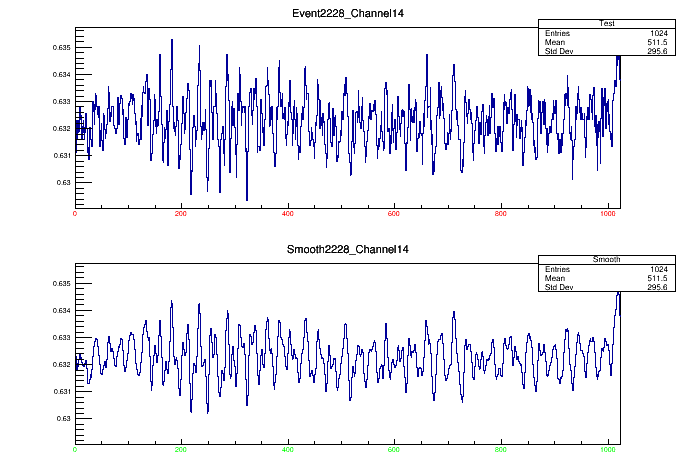 Event2228_Channel14
Test
Entries 1024
Mean 511.5
Std Dev 295.6
0.635
0.634
0.633
0.632
0.631
0.63
0 200 400 600 800 1000
Smooth2228_Channel14
Smooth
Entries 1024
Mean 511.5
Std Dev 295.6
0.635
0.634
0.633
0.632
0.631
0.63
0 200 400 600 800 1000